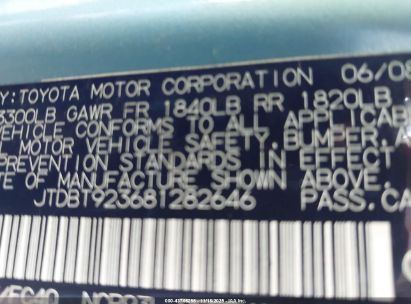 Y:TOYOTA MOTOR CORPORATION 06/08
3300LB GAWR FR 1840LB RR 1820LB
VEHICLE CONFORMS TO ALL APPLICAB
MOTOR VEHICLE SAFETY, BUMPER,
PREVENTION STANDARDS IN EFFECT
TE OF MANUFACTURE SHOWN ABOVE
JTDBT923681282646 PASS.CA